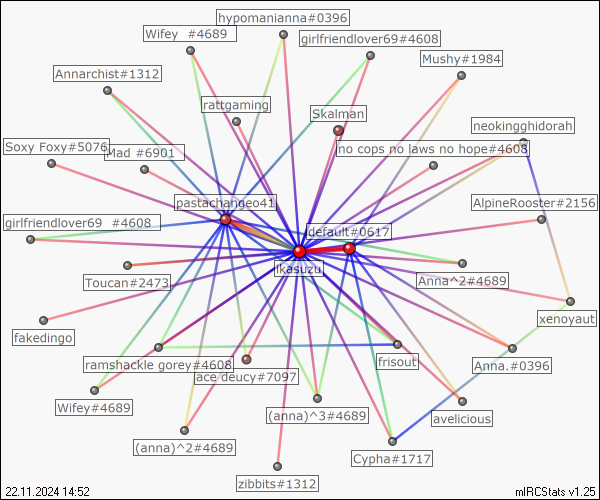 hypomanianna#0396
Wifey #4689
girlfriendlover69#4608
Mushy#1984
Annarchist#1312
rattgaming
Skalman
neokingghidorah
Soxy Foxy#5076
Mad #6901
no cops no laws no hope#4608
pastachangeo41
AlpineRooster#2156
girlfriendlover69 #4608
default#0617
ikasuzu
Toucan#2473
Anna^2#4689
fakedingo
xenoyaut
ramshackle gorey#4608
frisout
Anna.#0396
ace deucy#7097
Wifey#4689
(anna)^3#4689
avelicious
(anna)^2#4689
Cypha#1717
zibbits#1312
22.11.2024 14:52
mIRCStats v1.25